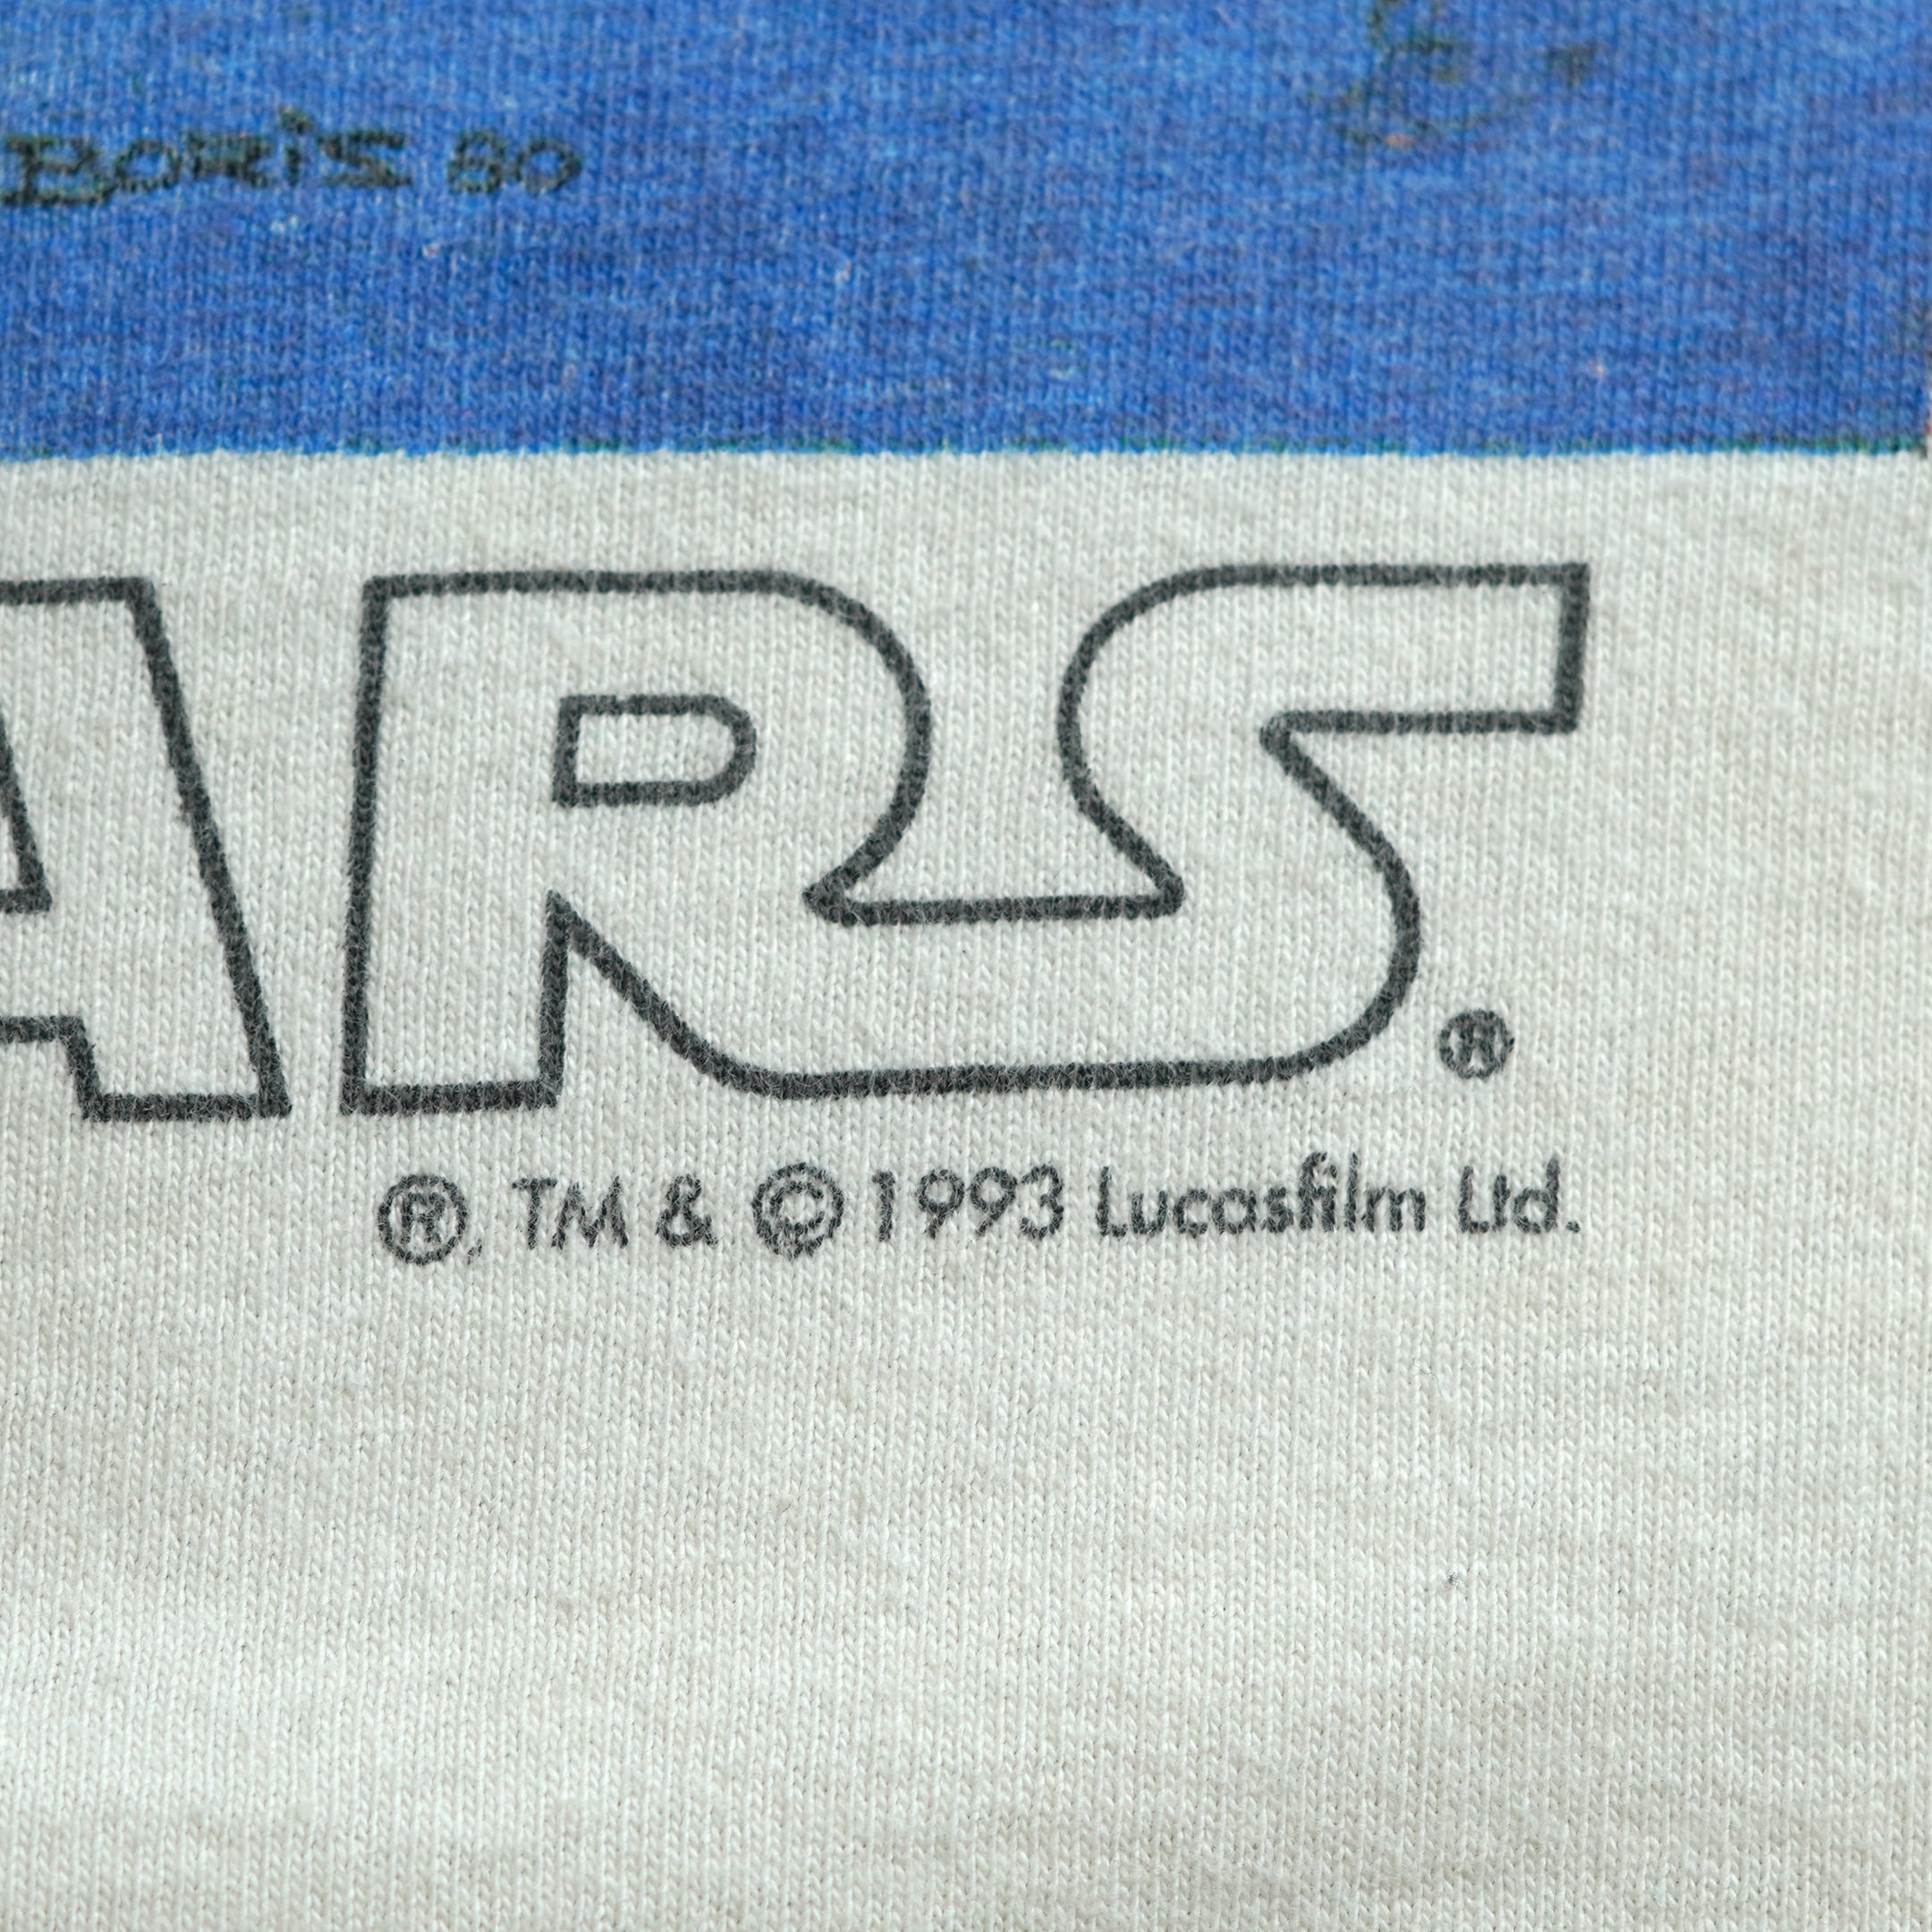 BORIS 80
ARS
®
®, TM & © 1993 Lucasfilm Ltd.